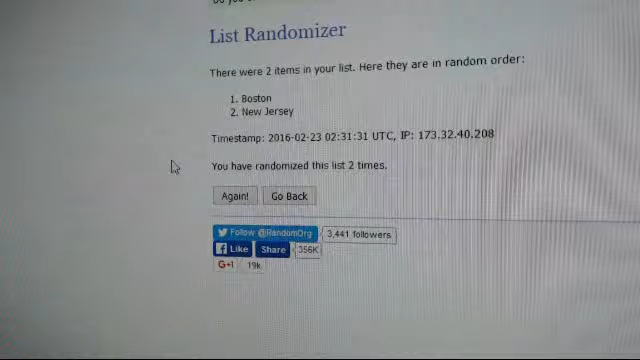 List Randomizer
There were 2 items in your list. Here they are in random order:
1. Boston
2. New Jersey
Timestamp: 2016-02-23 02:31:31 UTC, IP: 173.32.40.208
You have randomized this list 2 times.
Again! Go Back
Follow @RandomOrg 3,441 followers
Like Share 356K
G+1 19k